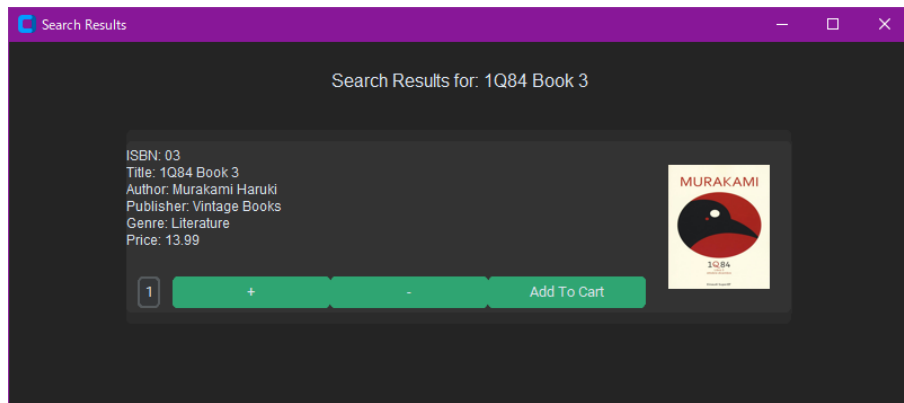 Search Results
Search Results for: 1Q84 Book 3
ISBN: 03
Title: 1Q84 Book 3
Author: Murakami Haruki
Publisher: Vintage Books
Genre: Literature
Price: 13.99
1 + - Add To Cart
MURAKAMI
1Q84